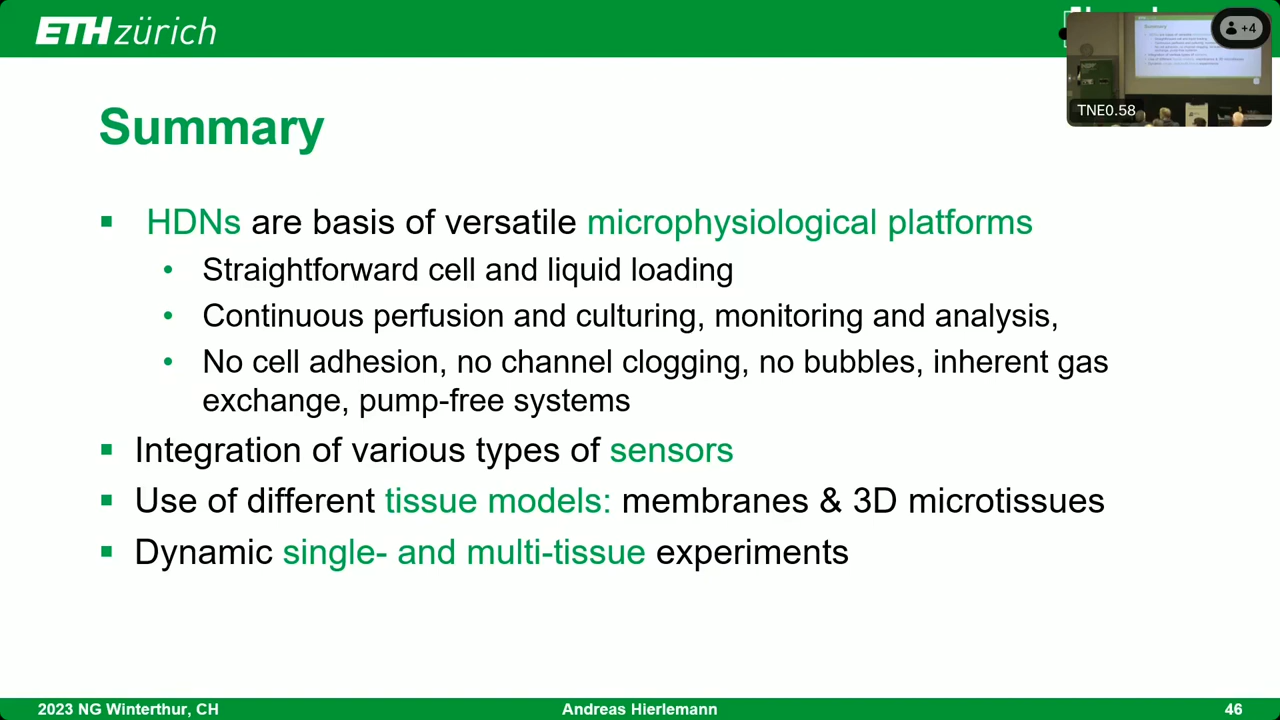 ETH zürich
+4
TNE0.58
Summary
HDNs are basis of versatile microphysiological platforms
Straightforward cell and liquid loading
Continuous perfusion and culturing, monitoring and analysis,
No cell adhesion, no channel clogging, no bubbles, inherent gas
exchange, pump-free systems
Integration of various types of sensors
Use of different tissue models: membranes & 3D microtissues
Dynamic single- and multi-tissue experiments
2023 NG Winterthur, CH
Andreas Hierlemann
46